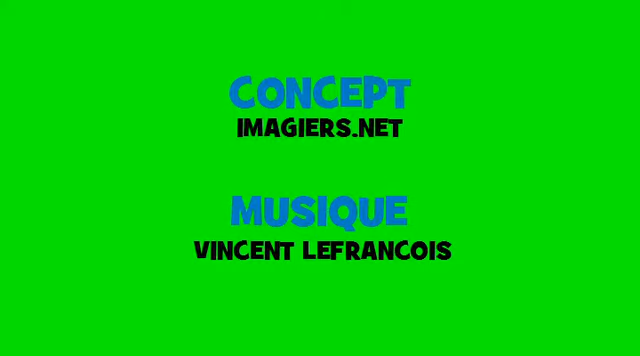 CONCEPT
IMAGIERS.NET
MUSIQUE
VINCENT LEFRANCOIS